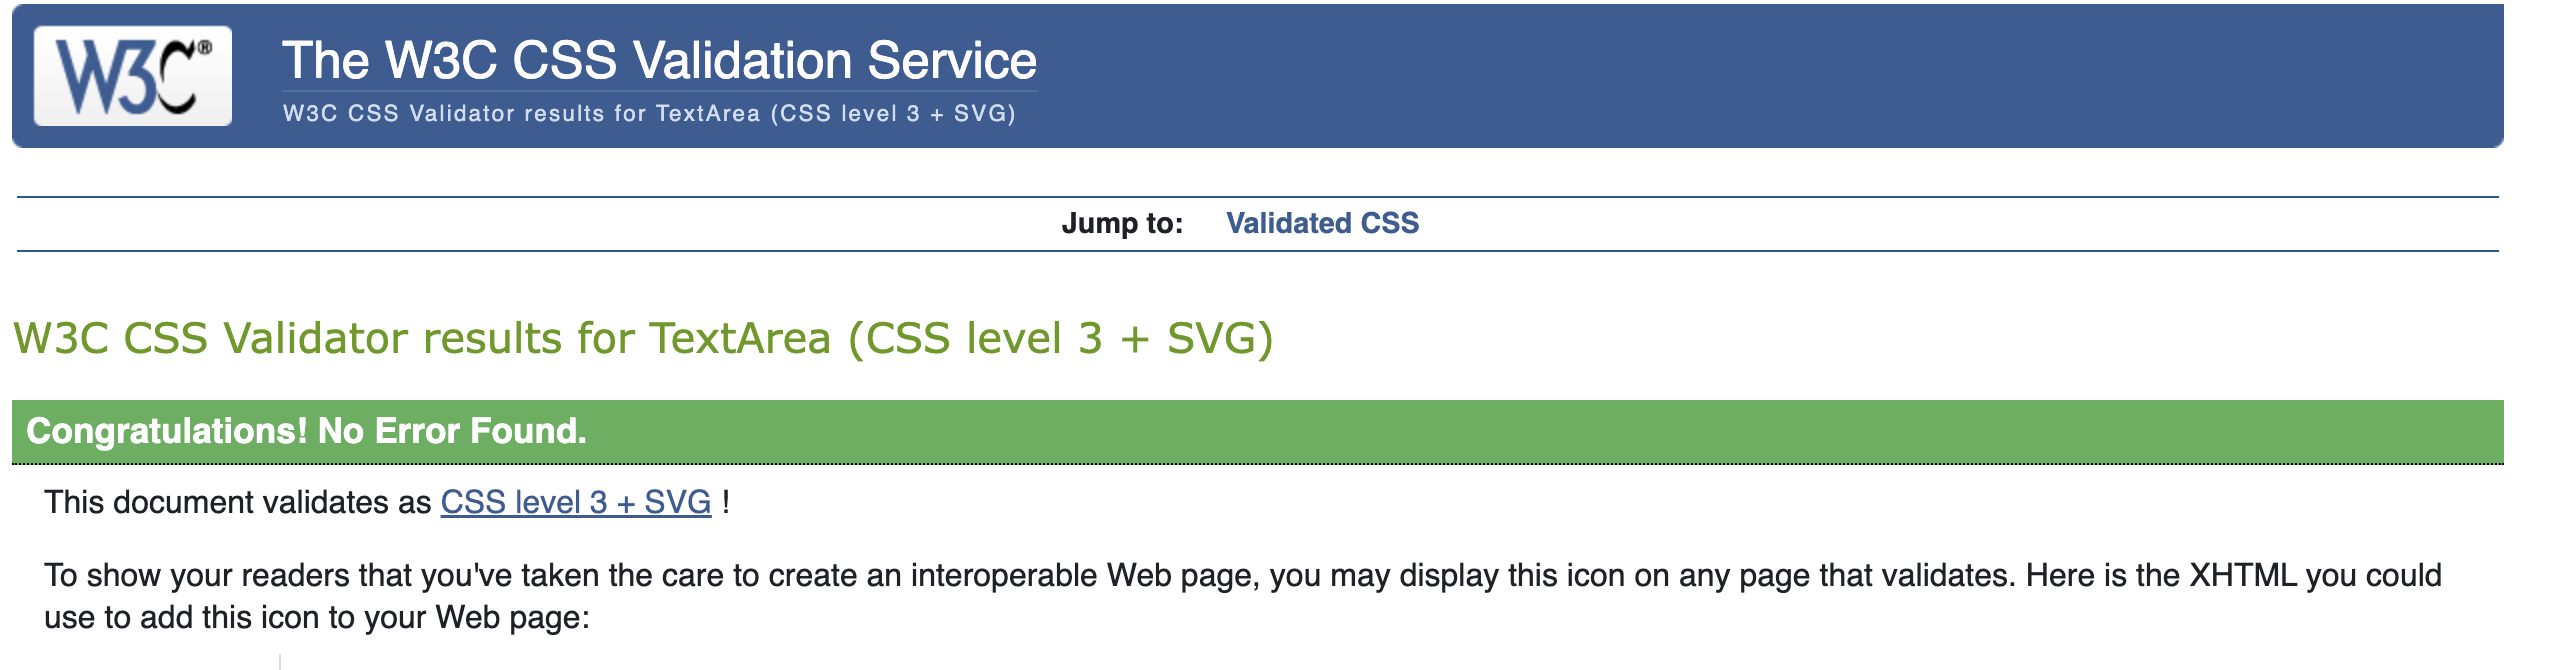 W3C®
The W3C CSS Validation Service
W3C CSS Validator results for TextArea (CSS level 3 + SVG)
Jump to: Validated CSS
W3C CSS Validator results for TextArea (CSS level 3 + SVG)
Congratulations! No Error Found.
This document validates as CSS level 3 + SVG !
To show your readers that you've taken the care to create an interoperable Web page, you may display this icon on any page that validates. Here is the XHTML you could
use to add this icon to your Web page: